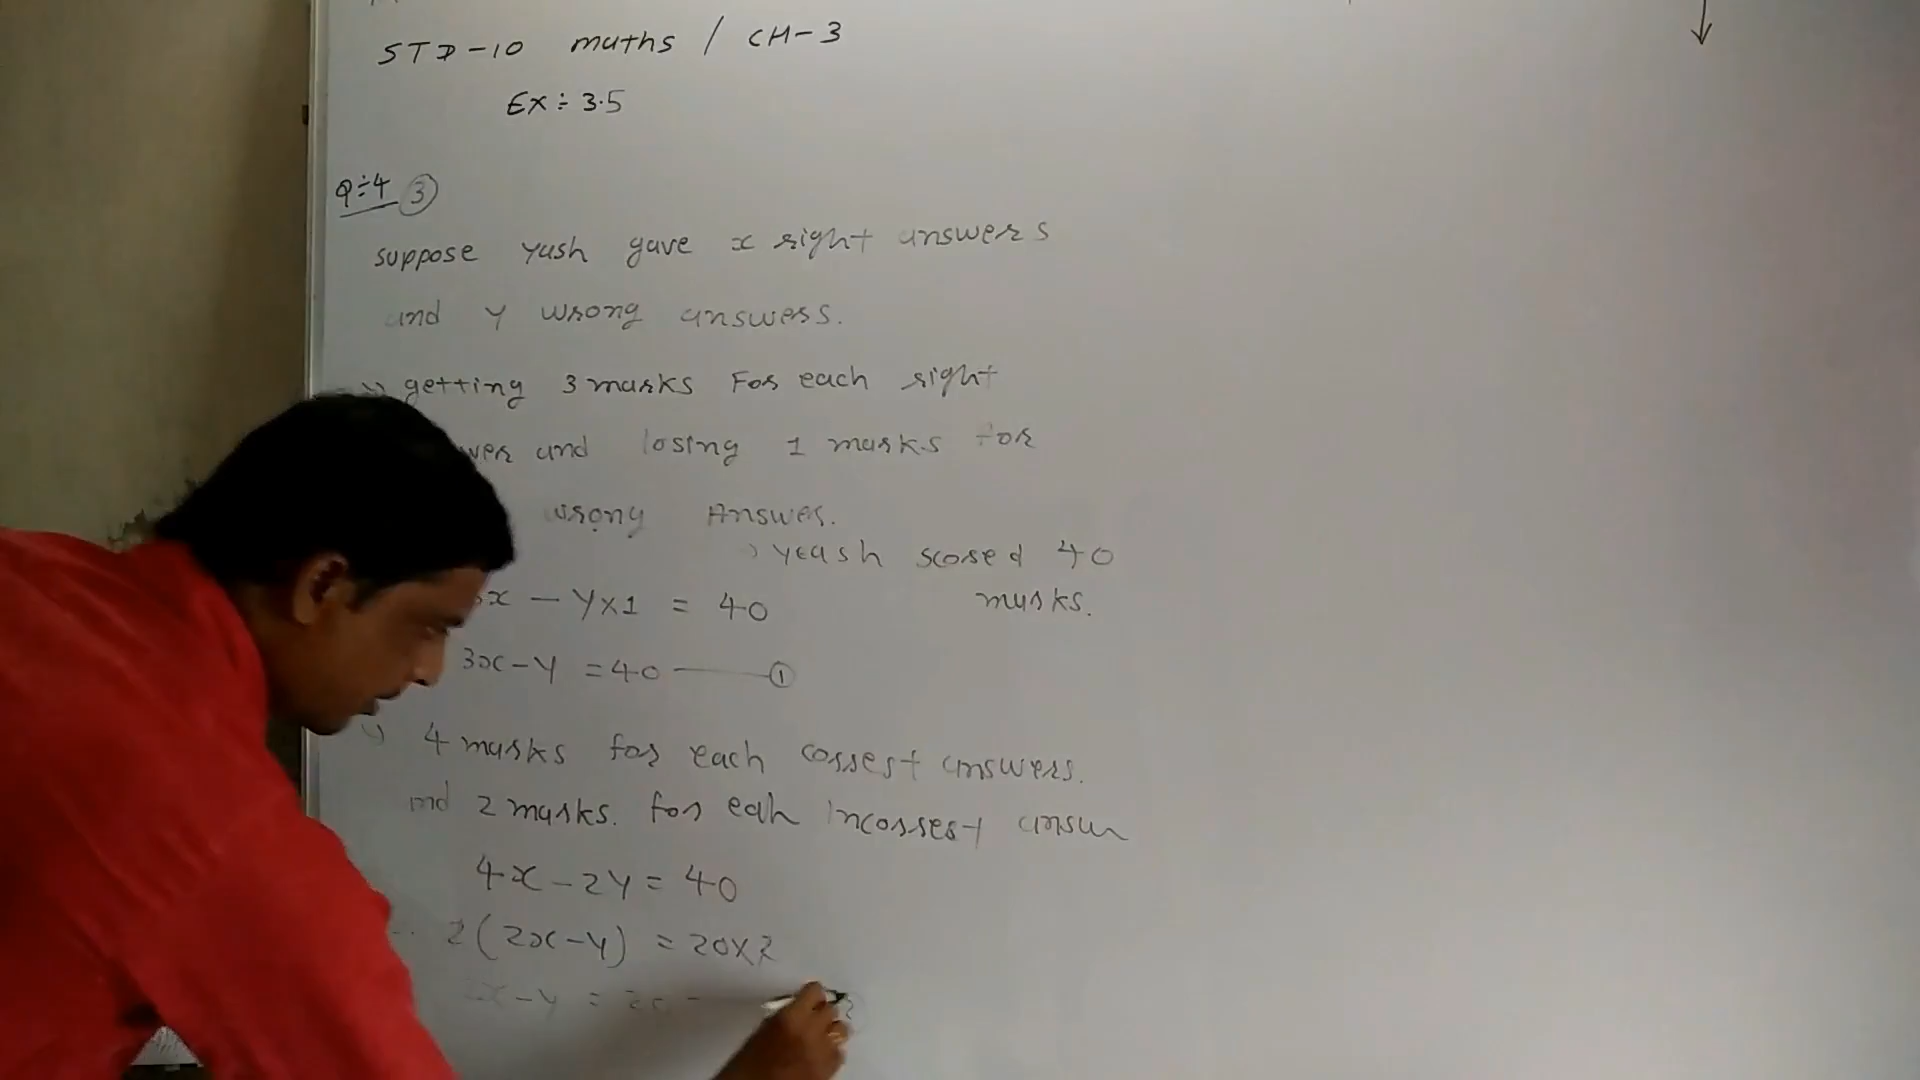 STD-10 maths / CH-3
Ex÷3.5
Q÷4 3
suppose yash gave x right answers
and y wrong answers.
getting 3 marks For each right
and losing 1 marks for
wrong Answer.
yeash scored 40
marks.
x - y×1 = 40
3x-y = 40 1
4 marks for each correct answers.
and 2 marks. for eah incorrect
4x-2y = 40
2(2x-y) = 20×2
2x-y = 20